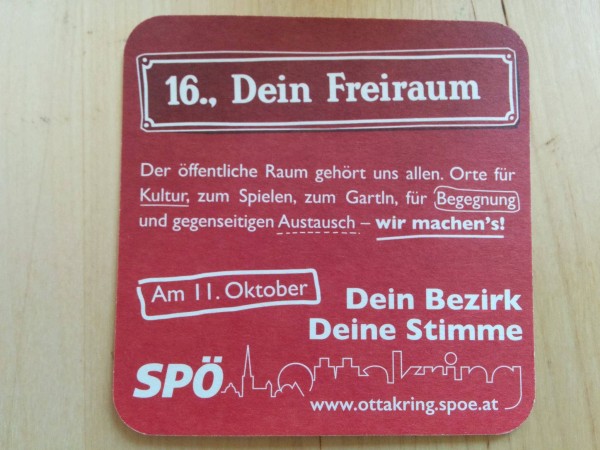 16., Dein Freiraum
Der öffentliche Raum gehört uns allen. Orte für
Kultur, zum Spielen, zum Gartln, für Begegnung
und gegenseitigen Austausch – wir machen's!
Am 11. Oktober
Dein Bezirk
Deine Stimme
SPÖ ottakring
www.ottakring.spoe.at